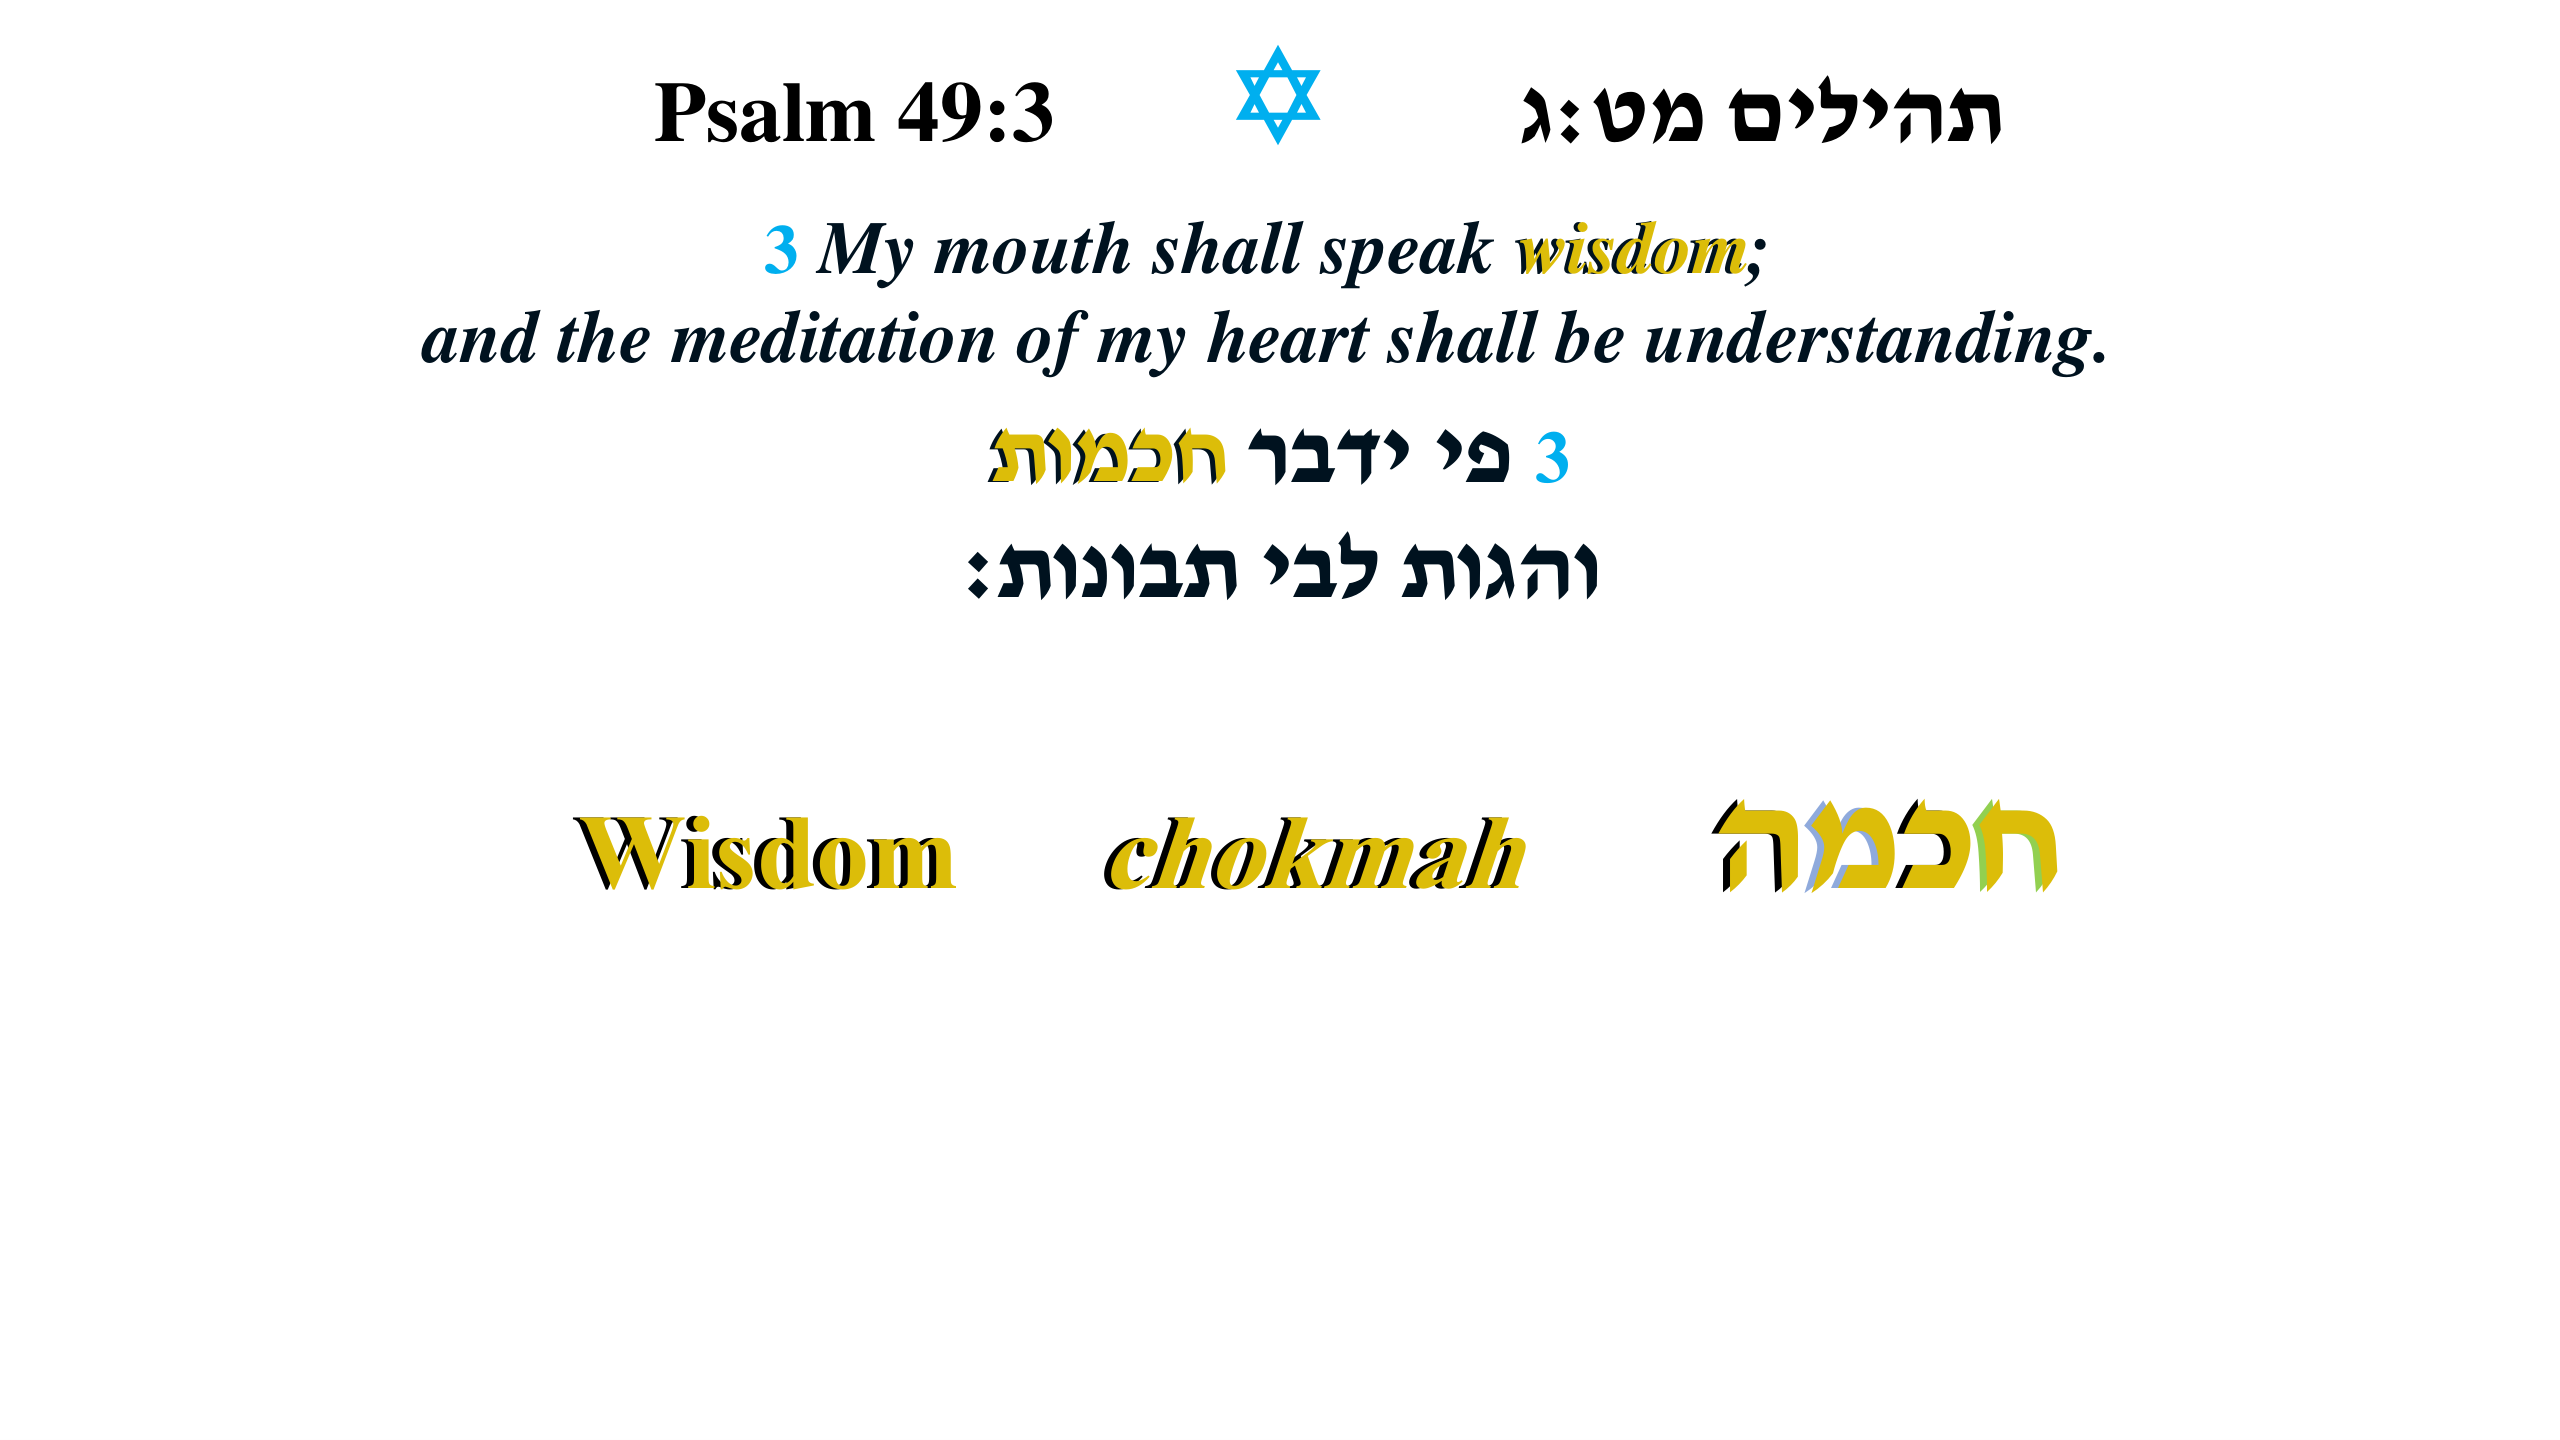 Psalm 49:3 ✡ תהילים מט:ג
3 My mouth shall speak wisdom;
and the meditation of my heart shall be understanding.
3 פי ידבר חכמות
והגות לבי תבונות:
Wisdom chokmah חכמה